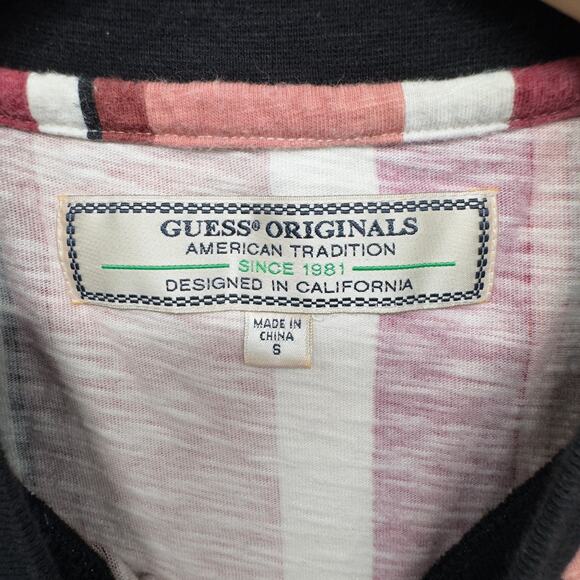 GUESS® ORIGINALS
AMERICAN TRADITION
SINCE 1981
DESIGNED IN CALIFORNIA
MADE IN
CHINA
S